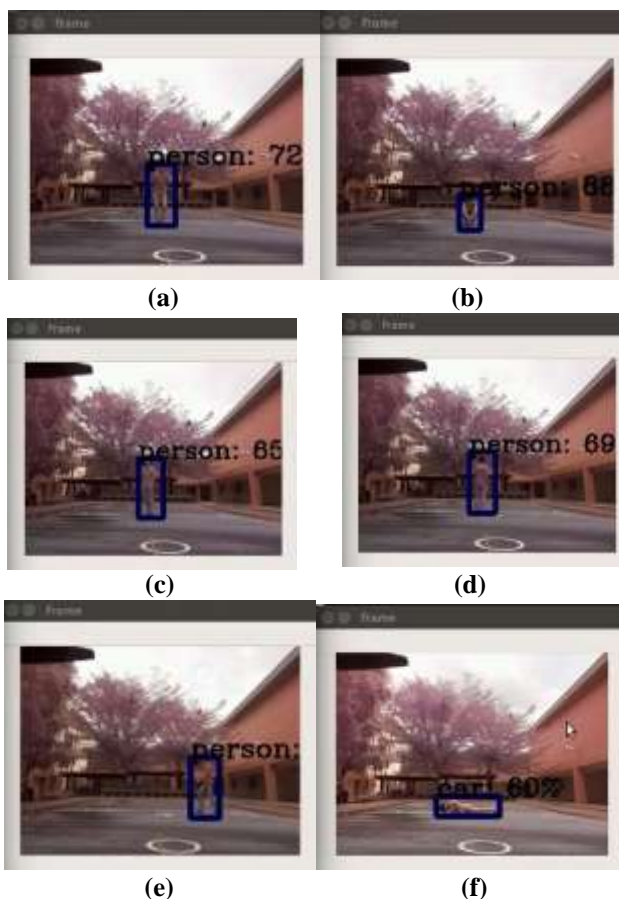 frame
frame
person: 72
person: 88
(a)
(b)
frame
frame
person: 65
person: 69
(c)
(d)
frame
frame
person:
car: 60%
(e)
(f)